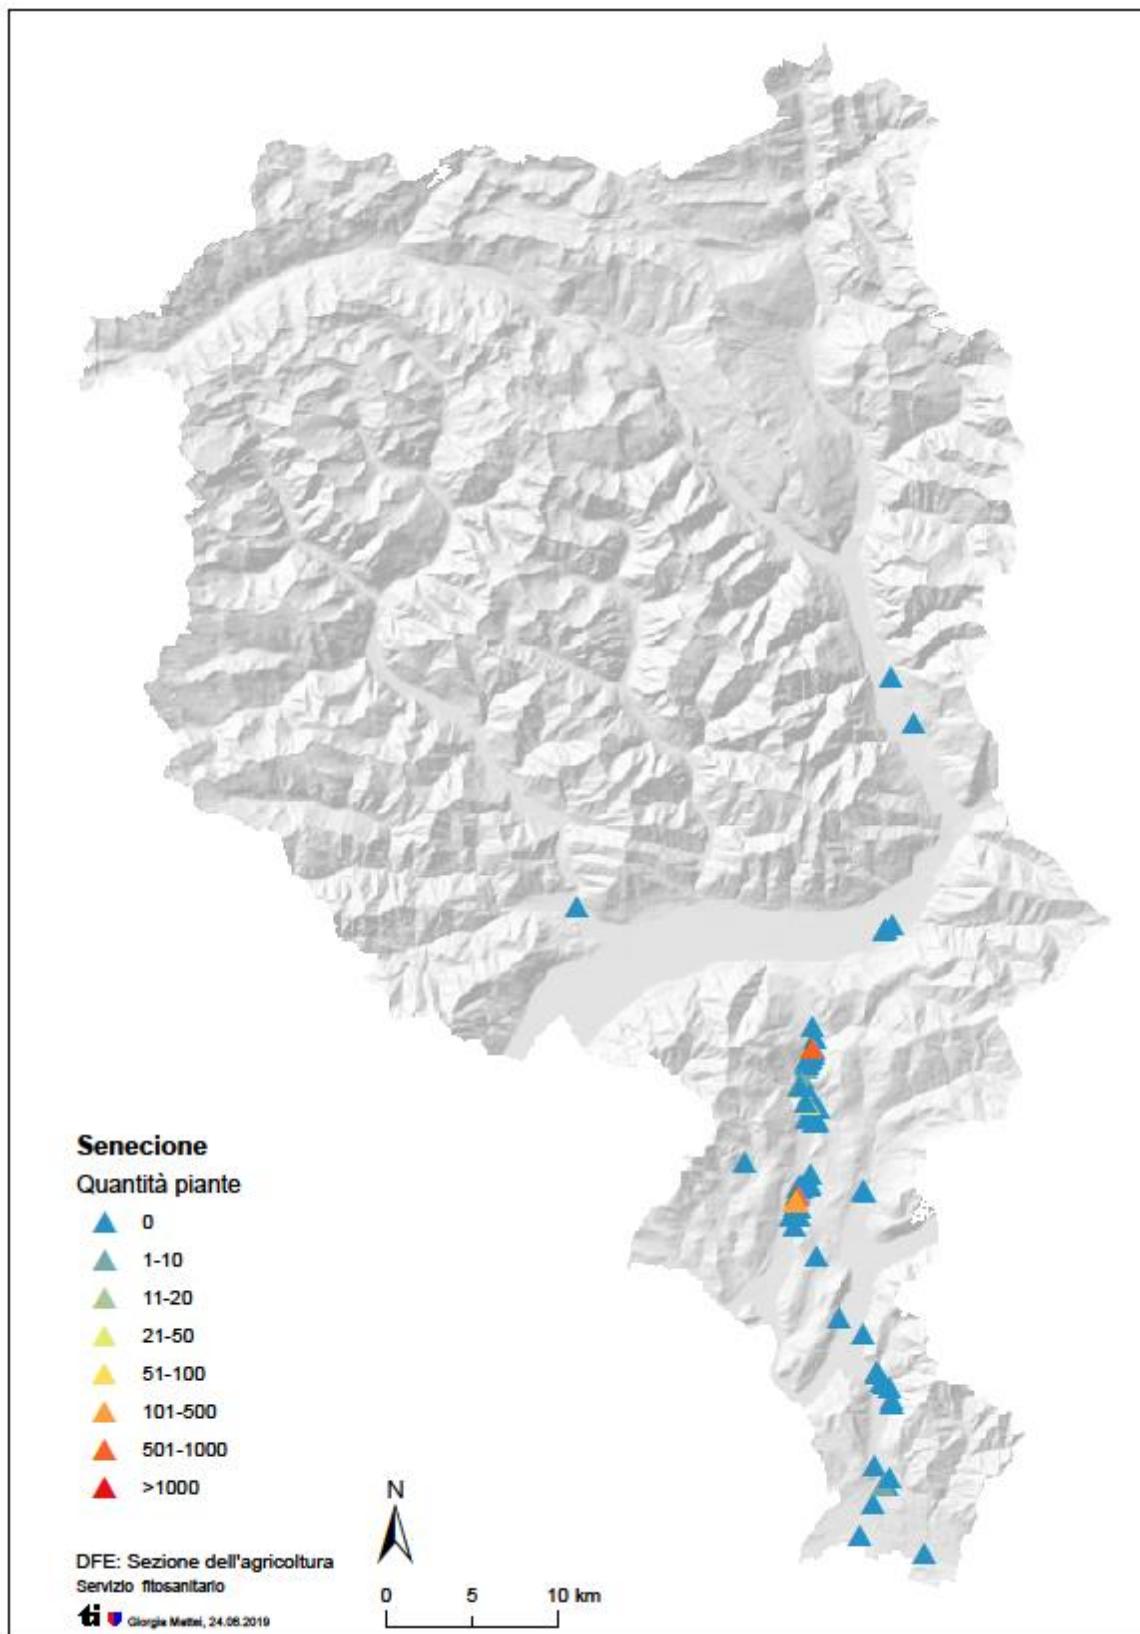 Senecione
Quantità piante
0
1-10
11-20
21-50
51-100
101-500
501-1000
>1000
N
DFE: Sezione dell'agricoltura
Servizio fitosanitario
ti Giorgia Mattei, 24.06.2019
0 5 10 km